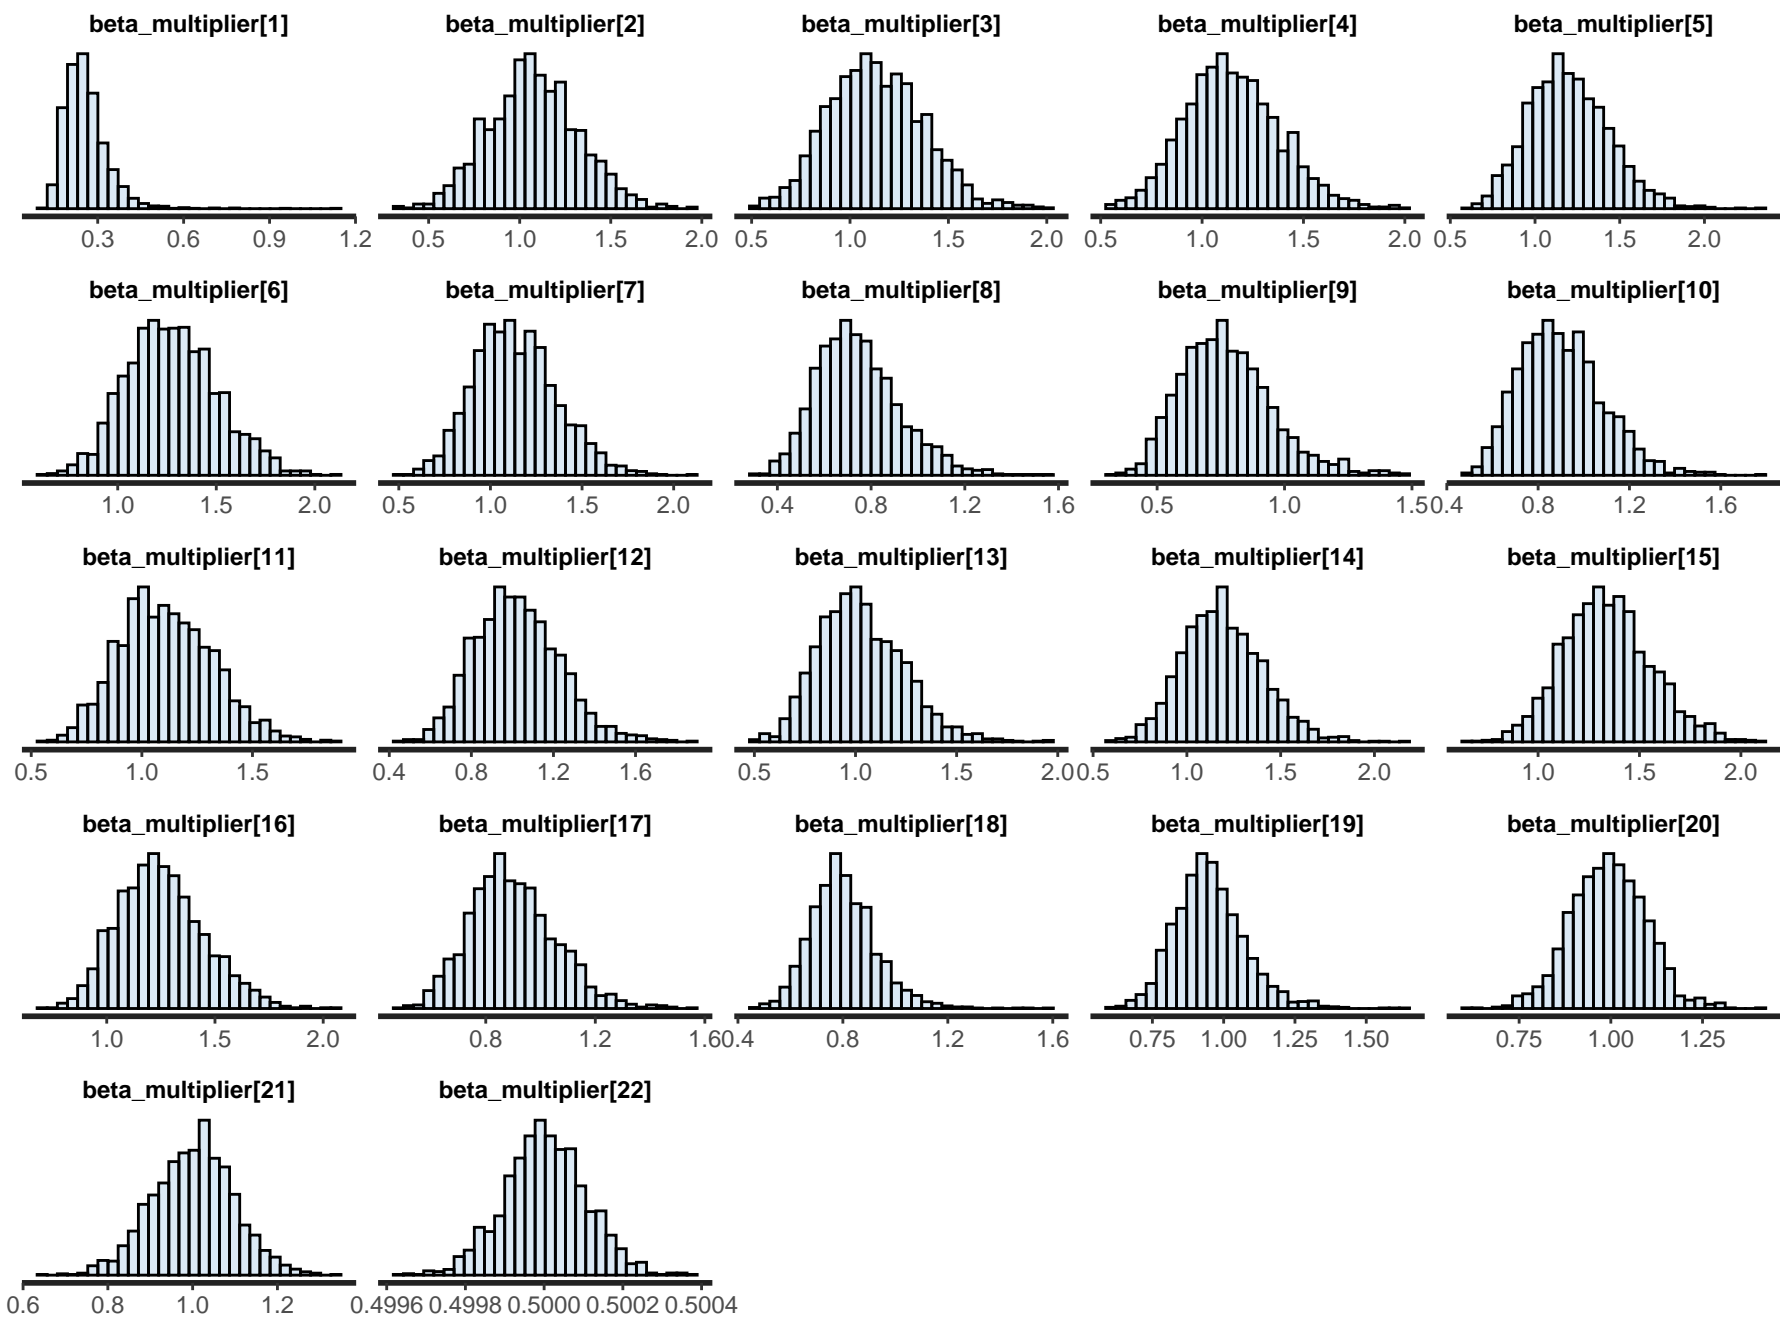 beta_multiplier[1] beta_multiplier[2] beta_multiplier[3] beta_multiplier[4] beta_multiplier[5]
0.3 0.6 0.9 1.2 0.5 1.0 1.5 2.0 0.5 1.0 1.5 2.0 0.5 1.0 1.5 2.0 0.5 1.0 1.5 2.0
beta_multiplier[6] beta_multiplier[7] beta_multiplier[8] beta_multiplier[9] beta_multiplier[10]
1.0 1.5 2.0 0.5 1.0 1.5 2.0 0.4 0.8 1.2 1.6 0.5 1.0 1.5 0.4 0.8 1.2 1.6
beta_multiplier[11] beta_multiplier[12] beta_multiplier[13] beta_multiplier[14] beta_multiplier[15]
0.5 1.0 1.5 0.4 0.8 1.2 1.6 0.5 1.0 1.5 2.0 0.5 1.0 1.5 2.0 1.0 1.5 2.0
beta_multiplier[16] beta_multiplier[17] beta_multiplier[18] beta_multiplier[19] beta_multiplier[20]
1.0 1.5 2.0 0.8 1.2 1.6 0.4 0.8 1.2 1.6 0.75 1.00 1.25 1.50 0.75 1.00 1.25
beta_multiplier[21] beta_multiplier[22]
0.6 0.8 1.0 1.2 0.4996 0.4998 0.5000 0.5002 0.5004